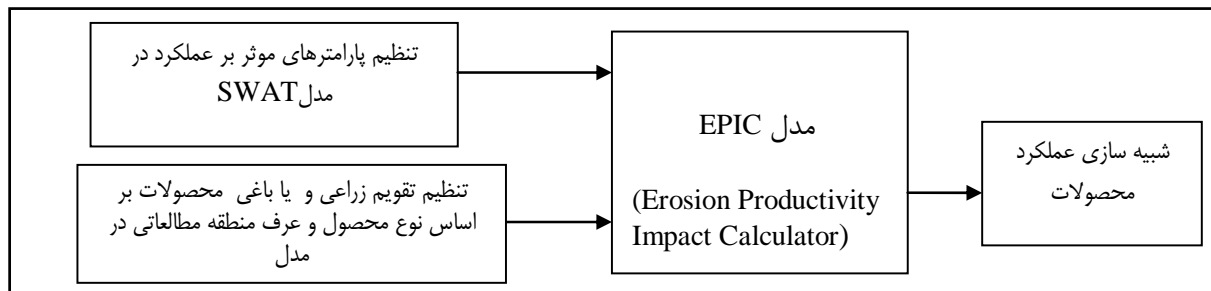 تنظیم پارامترهای موثر بر عملکرد در
مدلSWAT
تنظیم تقویم زراعی و یا باغی محصولات بر
اساس نوع محصول و عرف منطقه مطالعاتی در
مدل
مدل EPIC
(Erosion Productivity
Impact Calculator)
شبیه سازی عملکرد
محصولات